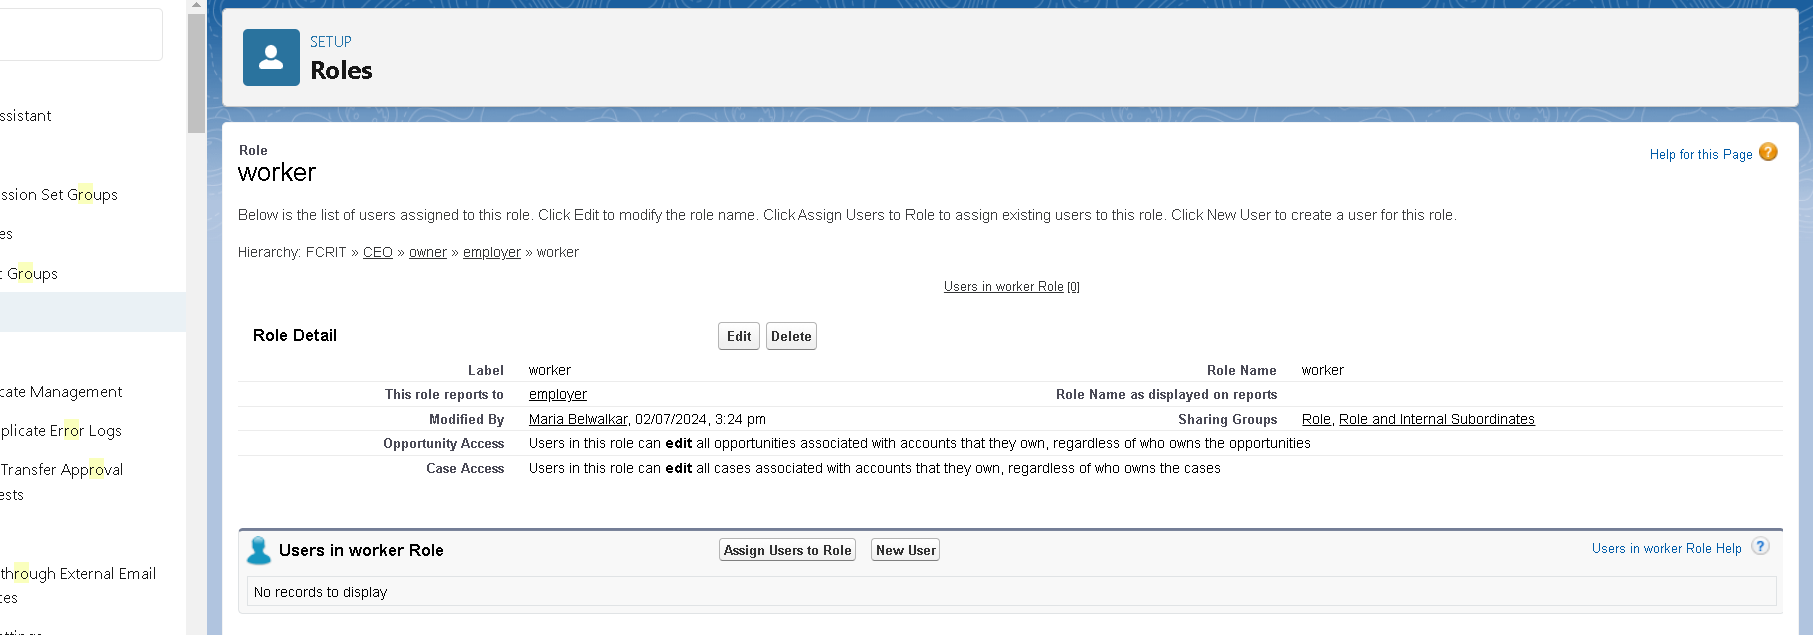 ssistant
ssion Set Groups
es
t Groups
cate Management
plicate Error Logs
Transfer Approval
ests
through External Email
tes
SETUP
Roles
Role
worker
Help for this Page
Below is the list of users assigned to this role. Click Edit to modify the role name. Click Assign Users to Role to assign existing users to this role. Click New User to create a user for this role.
Hierarchy: FCRIT » CEO » owner » employer » worker
Users in worker Role [0]
Role Detail Edit Delete
Label worker Role Name worker
This role reports to employer Role Name as displayed on reports
Modified By Maria Belwalkar, 02/07/2024, 3:24 pm Sharing Groups Role, Role and Internal Subordinates
Opportunity Access Users in this role can edit all opportunities associated with accounts that they own, regardless of who owns the opportunities
Case Access Users in this role can edit all cases associated with accounts that they own, regardless of who owns the cases
Users in worker Role Assign Users to Role New User Users in worker Role Help ?
No records to display